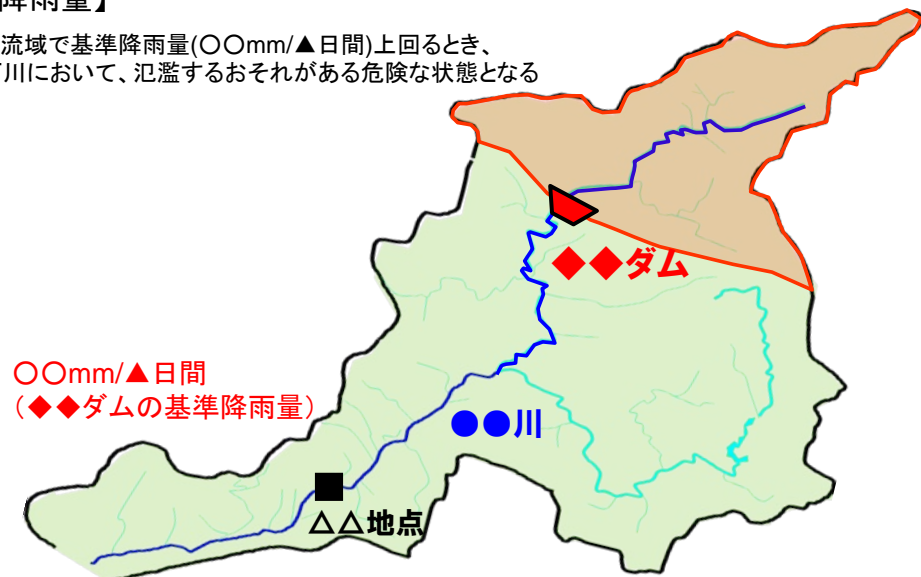 降雨量】
流域で基準降雨量(〇〇mm/▲日間)上回るとき、
川において、氾濫するおそれがある危険な状態となる
◆◆ダム
〇〇mm/▲日間
(◆◆ダムの基準降雨量)
●●川
△△地点